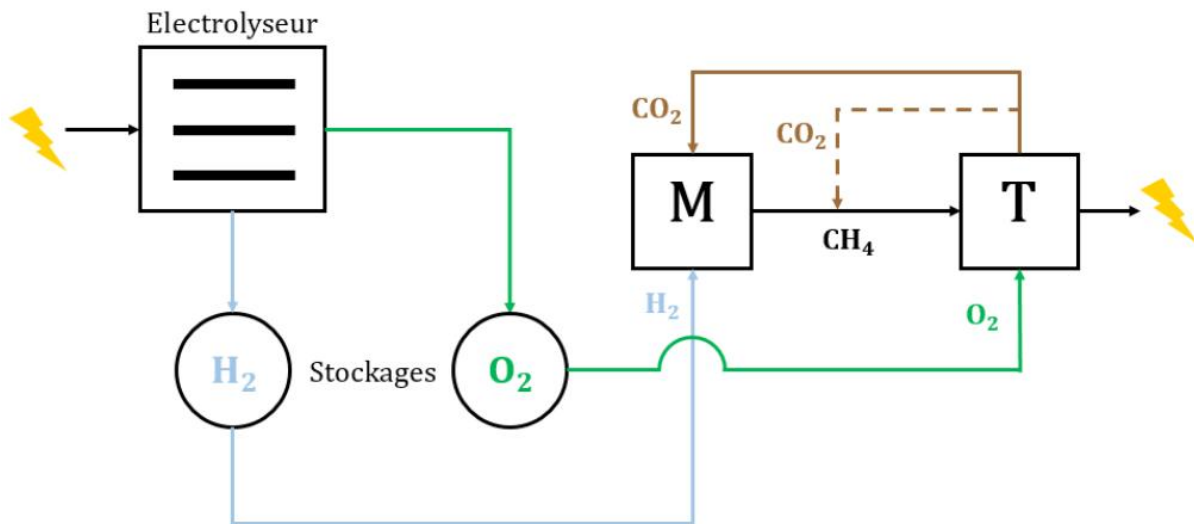 Electrolyseur
CO₂
CO₂
M
T
CH₄
H₂
O₂
H₂
Stockages
O₂